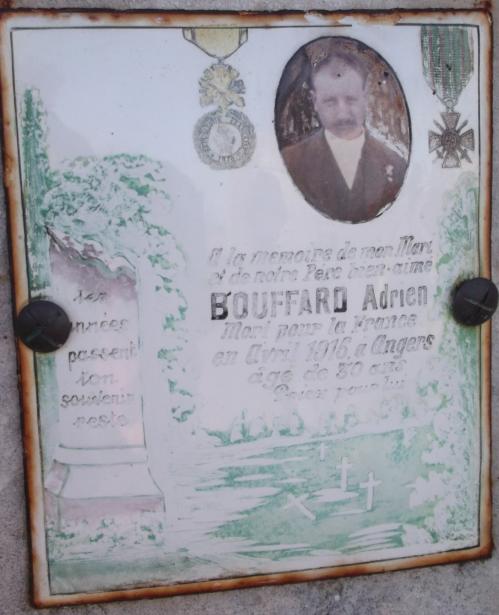 Les
années
passent
ton
souvenir
reste
A la mémoire de mon Mari
et de notre Père bien-aimé
BOUFFARD Adrien
Mort pour la France
en Avril 1916, à Angers
âgé de 30 ans
Priez pour lui